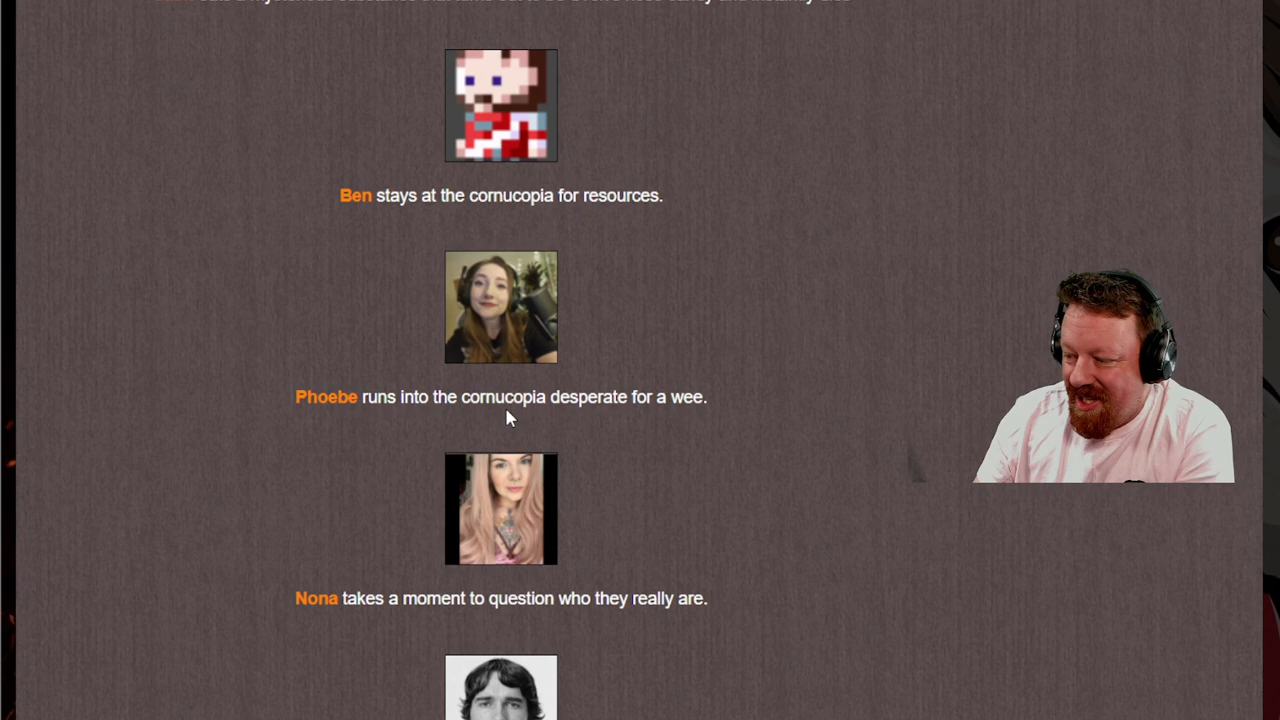 Ben stays at the cornucopia for resources.
Phoebe runs into the cornucopia desperate for a wee.
Nona takes a moment to question who they really are.